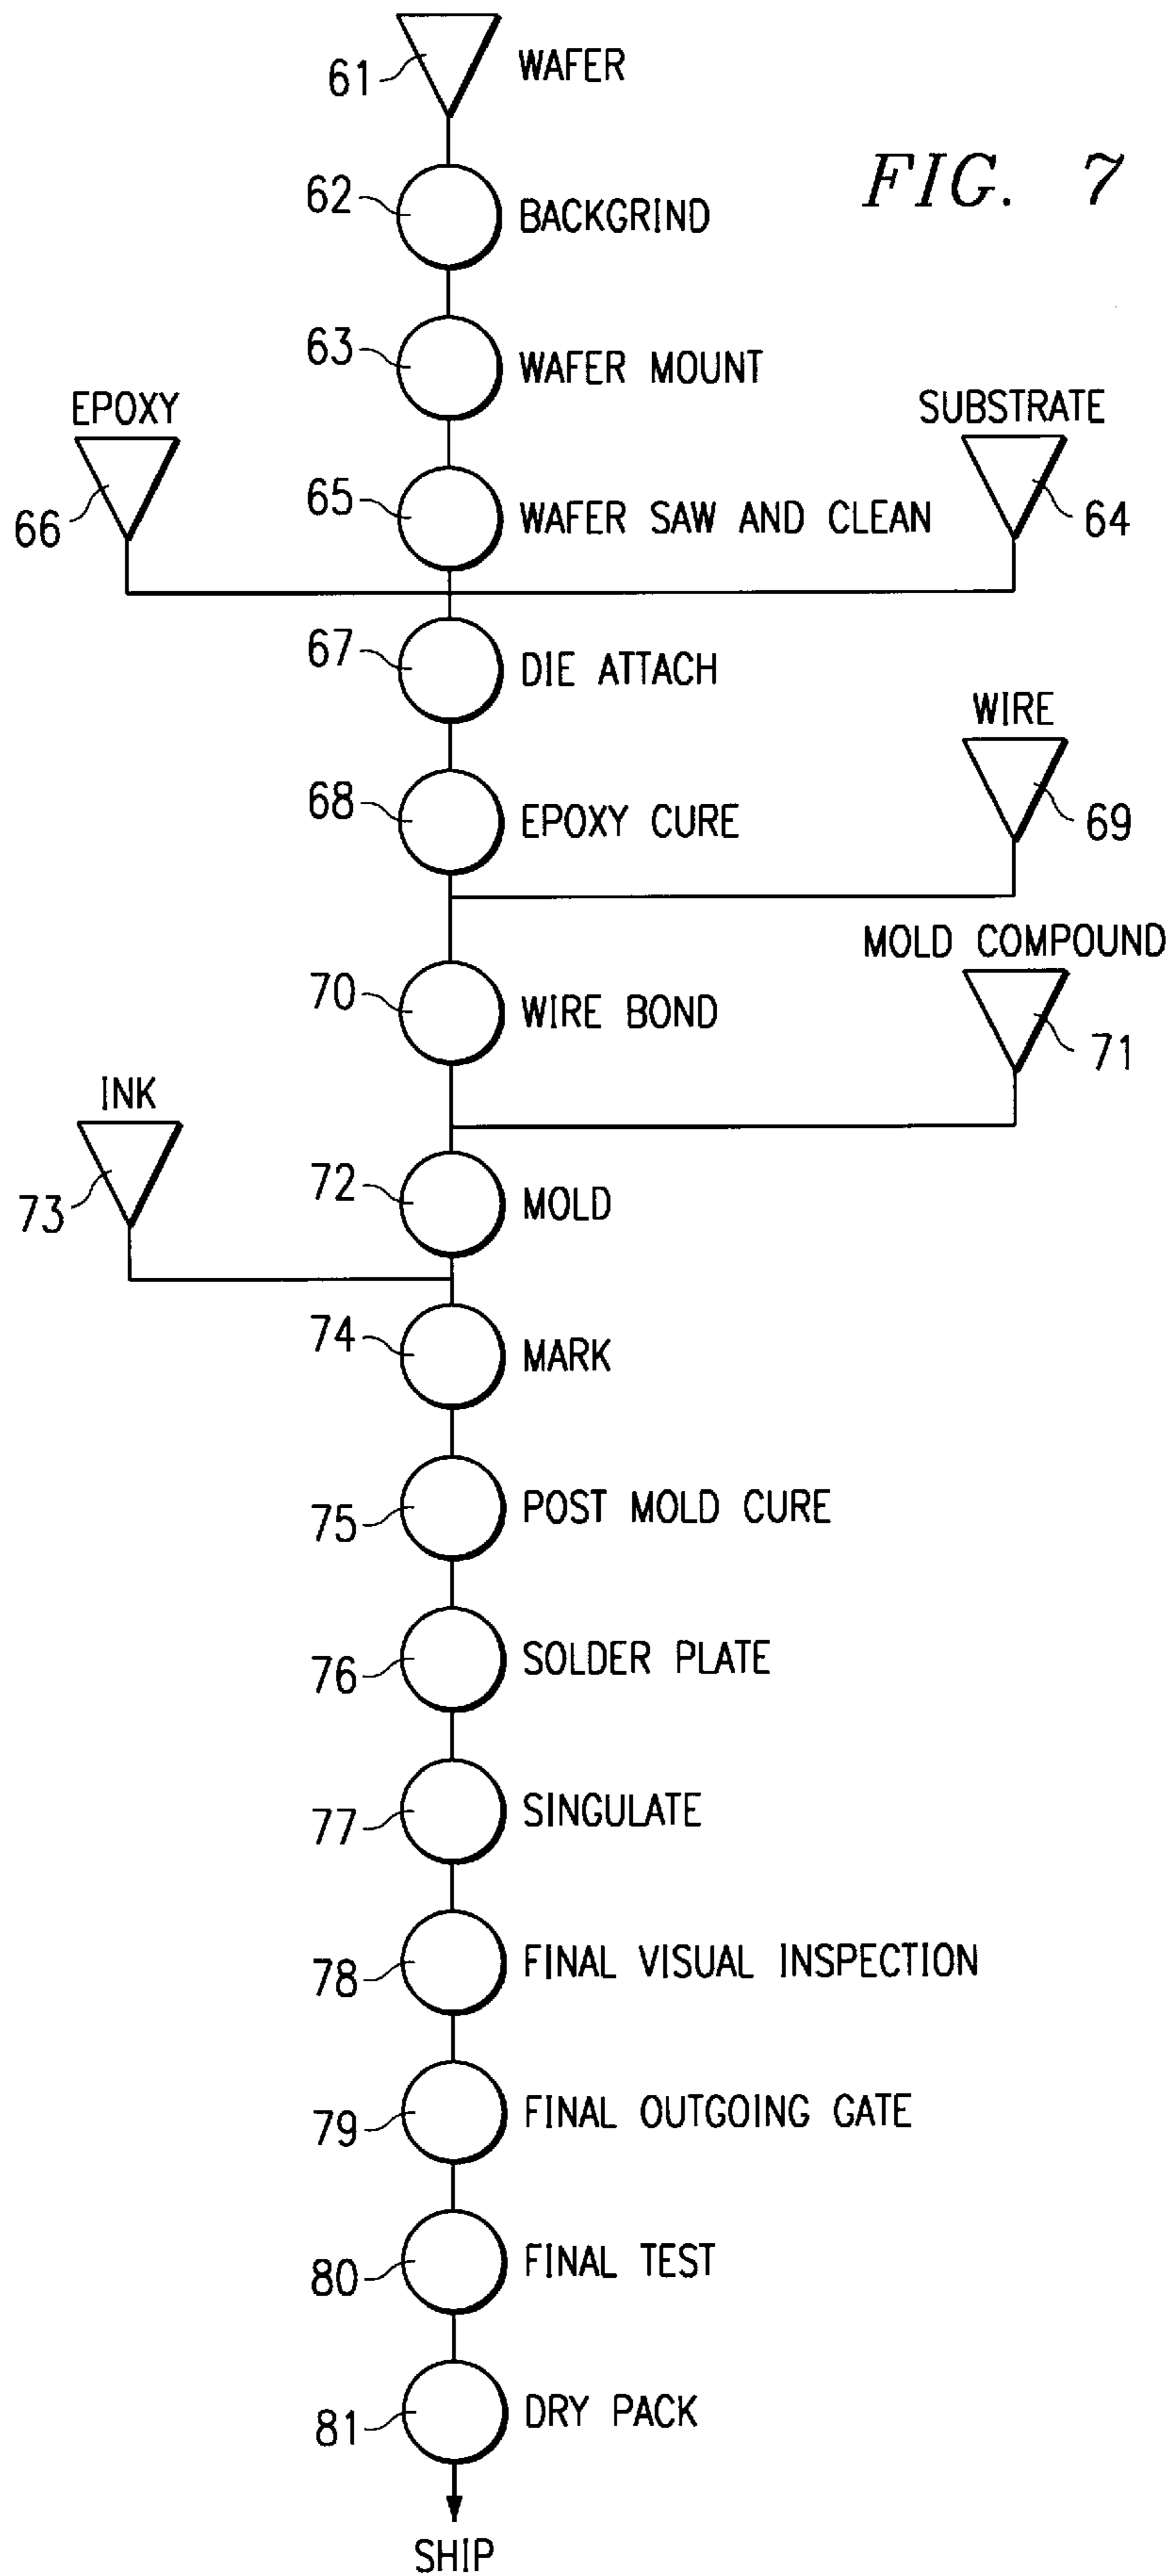 61 WAFER
FIG. 7
62 BACKGRIND
63 WAFER MOUNT
EPOXY
SUBSTRATE
66
65 WAFER SAW AND CLEAN
64
67 DIE ATTACH
WIRE
68 EPOXY CURE
69
MOLD COMPOUND
70 WIRE BOND
71
INK
73
72 MOLD
74 MARK
75 POST MOLD CURE
76 SOLDER PLATE
77 SINGULATE
78 FINAL VISUAL INSPECTION
79 FINAL OUTGOING GATE
80 FINAL TEST
81 DRY PACK
SHIP